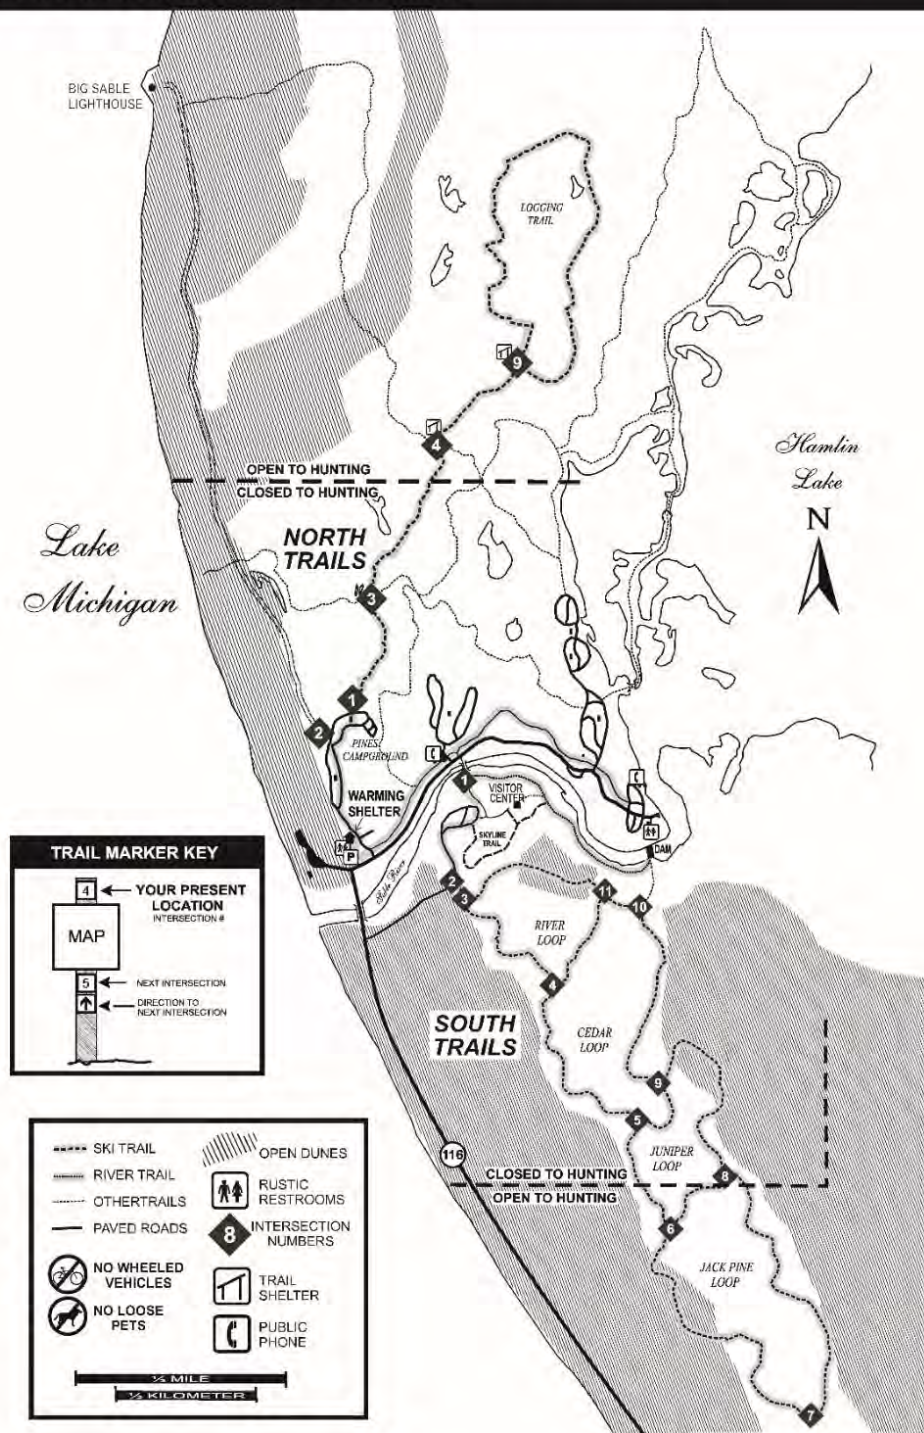 BIG SABLE
LIGHTHOUSE
LOGGING
TRAIL
9
4
OPEN TO HUNTING
CLOSED TO HUNTING
Hamlin
Lake
N
NORTH
TRAILS
Lake
Michigan
3
1
2
PINES
CAMPGROUND
1
VISITOR
CENTER
WARMING
SHELTER
SKYLINE
TRAIL
P
DAM
Sable River
2
3
11
10
RIVER
LOOP
4
SOUTH
TRAILS
CEDAR
LOOP
9
5
JUNIPER
LOOP
116
CLOSED TO HUNTING
OPEN TO HUNTING
8
6
JACK PINE
LOOP
7
TRAIL MARKER KEY
4
YOUR PRESENT
LOCATION
INTERSECTION #
MAP
5
NEXT INTERSECTION
DIRECTION TO
NEXT INTERSECTION
SKI TRAIL
RIVER TRAIL
OTHERTRAILS
PAVED ROADS
NO WHEELED
VEHICLES
NO LOOSE
PETS
OPEN DUNES
RUSTIC
RESTROOMS
8
INTERSECTION
NUMBERS
TRAIL
SHELTER
PUBLIC
PHONE
½ MILE
½ KILOMETER